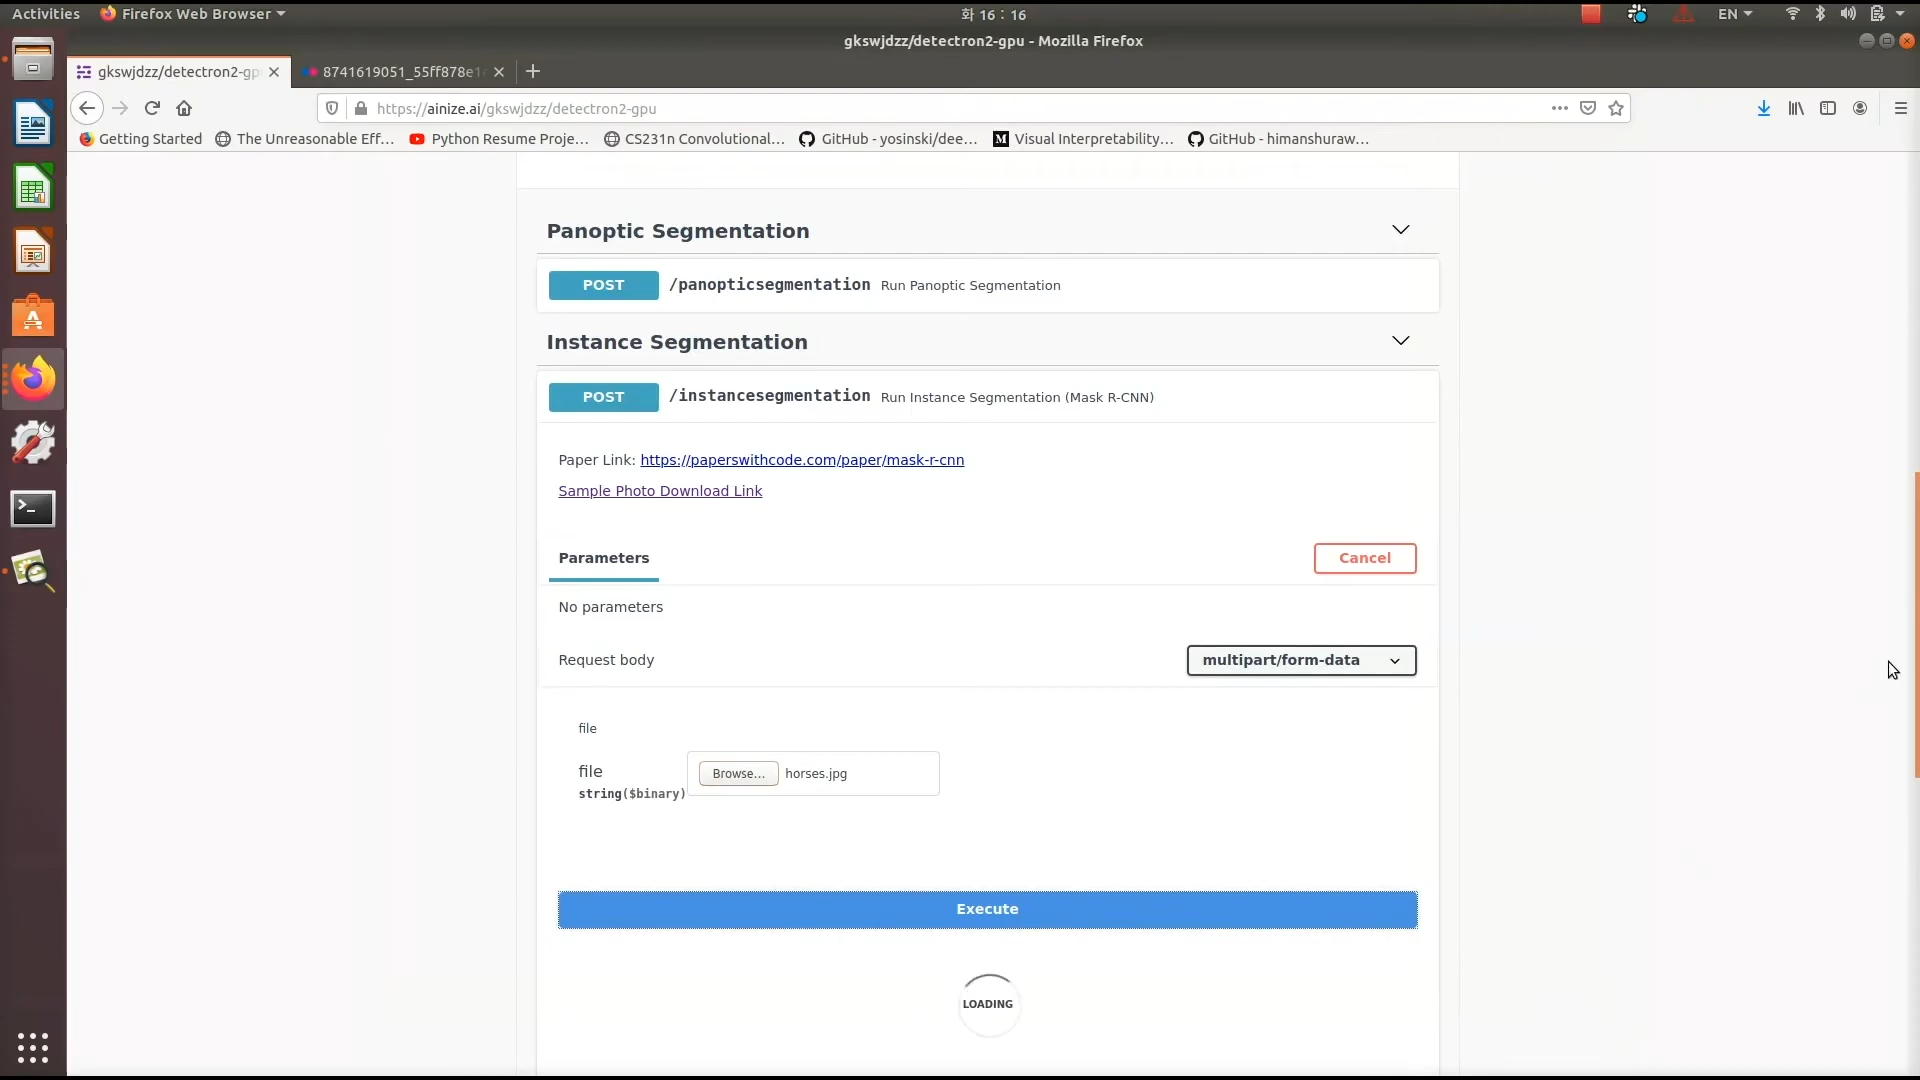 Activities Firefox Web Browser 화 16 : 16 EN
gkswjdzz/detectron2-gpu - Mozilla Firefox
gkswjdzz/detectron2-gp 8741619051_55ff878e1
https://ainize.ai/gkswjdzz/detectron2-gpu
Getting Started The Unreasonable Eff… Python Resume Proje… CS231n Convolutional… GitHub - yosinski/dee… M Visual Interpretability… GitHub - himanshuraw…
Panoptic Segmentation
POST /panopticsegmentation Run Panoptic Segmentation
Instance Segmentation
POST /instancesegmentation Run Instance Segmentation (Mask R-CNN)
Paper Link: https://paperswithcode.com/paper/mask-r-cnn
Sample Photo Download Link
Parameters Cancel
No parameters
Request body multipart/form-data
file
file Browse… horses.jpg
string($binary)
Execute
LOADING